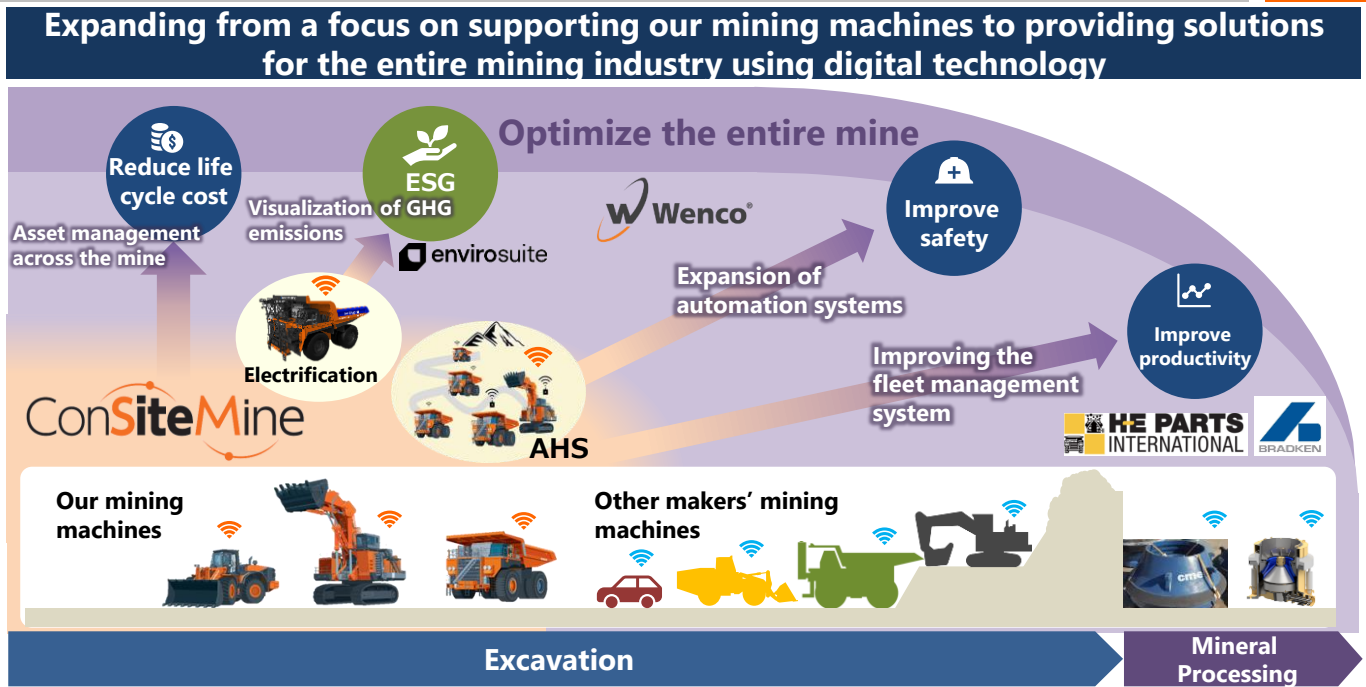 Expanding from a focus on supporting our mining machines to providing solutions
for the entire mining industry using digital technology
Optimize the entire mine
Reduce life
cycle cost
ESG
Visualization of GHG
emissions
Asset management
across the mine
envirosuite
Wenco®
Improve
safety
Expansion of
automation systems
Improve
productivity
Improving the
fleet management
system
Electrification
AHS
ConSiteMine
H-E PARTS
INTERNATIONAL
BRADKEN
Our mining
machines
Other makers’ mining
machines
cme
Excavation
Mineral
Processing